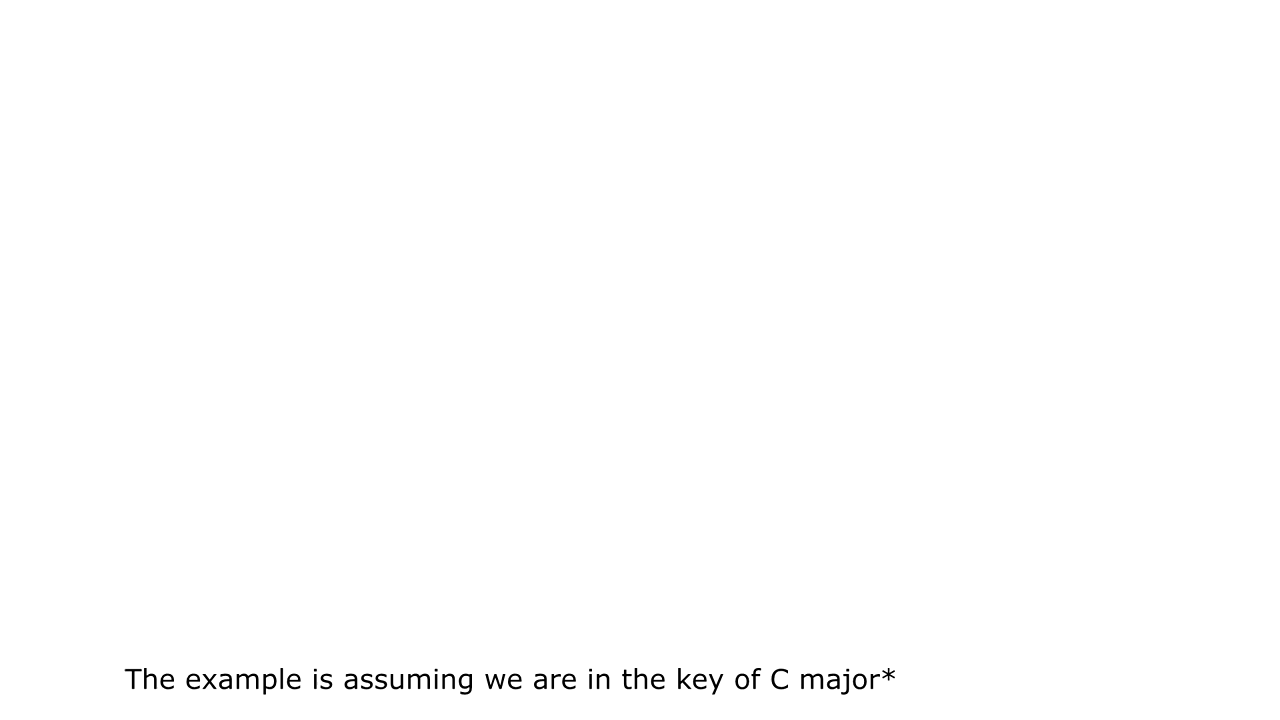 The example is assuming we are in the key of C major*